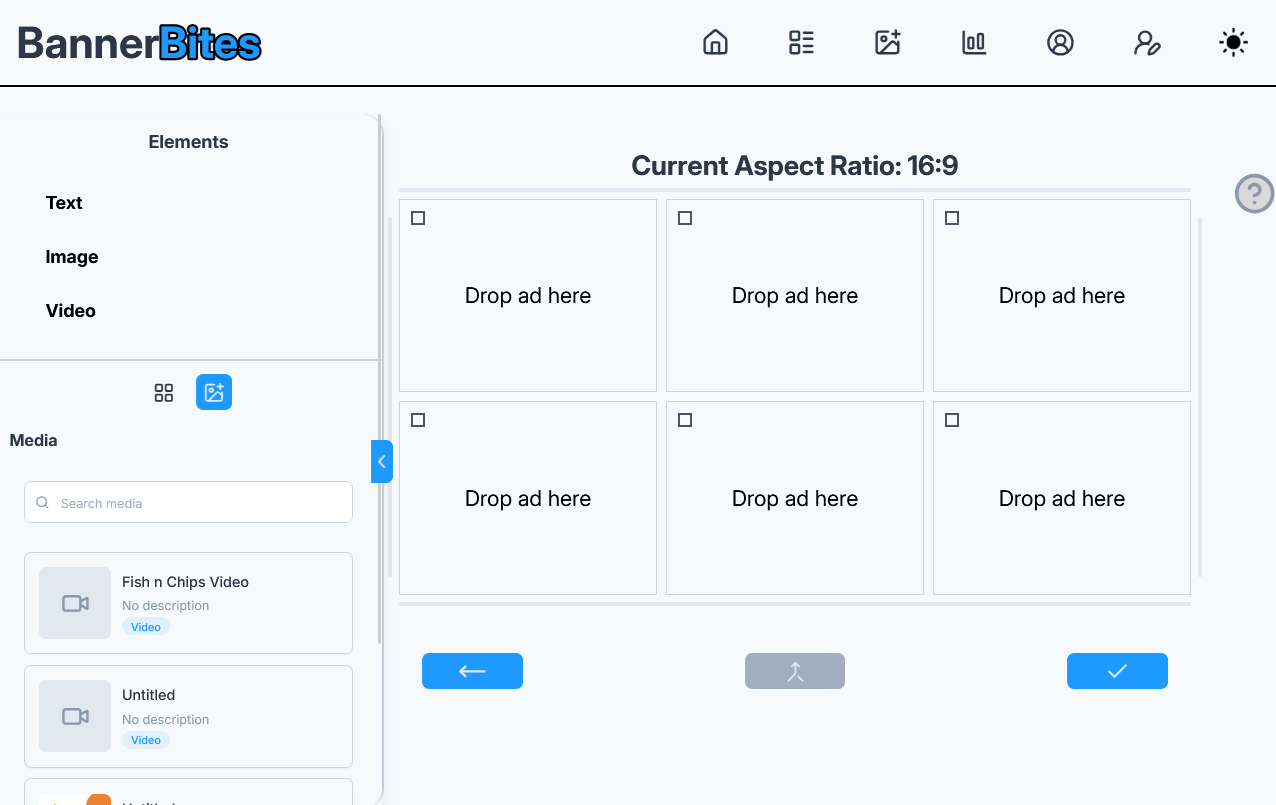 BannerBites
Elements
Text
Image
Video
Media
Search media
Fish n Chips Video
No description
Video
Untitled
No description
Video
Current Aspect Ratio: 16:9
Drop ad here
Drop ad here
Drop ad here
Drop ad here
Drop ad here
Drop ad here
?